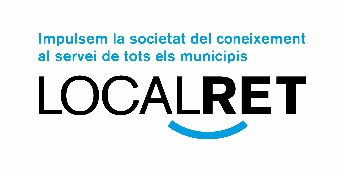 Impulsem la societat del coneixement
al servei de tots els municipis
LOCALRET